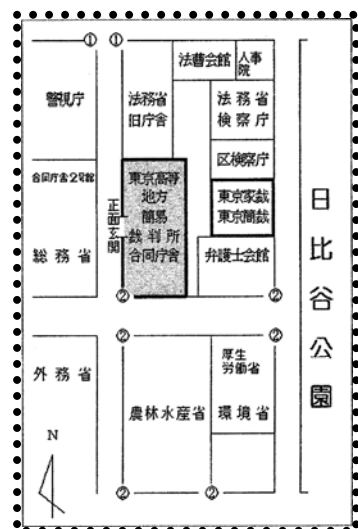 ① ①
法曹会館
人事
院
警視庁
法務省
旧庁舎
法務省
検察庁
区検察庁
合同庁舎2号館
東京高等
地方
簡易
裁判所
合同庁舎
正面玄関
東京家裁
東京簡裁
総務省
弁護士会館
日比谷公園
② ②
② ②
外務省
厚生
労働省
農林水産省
環境省
N
② ②